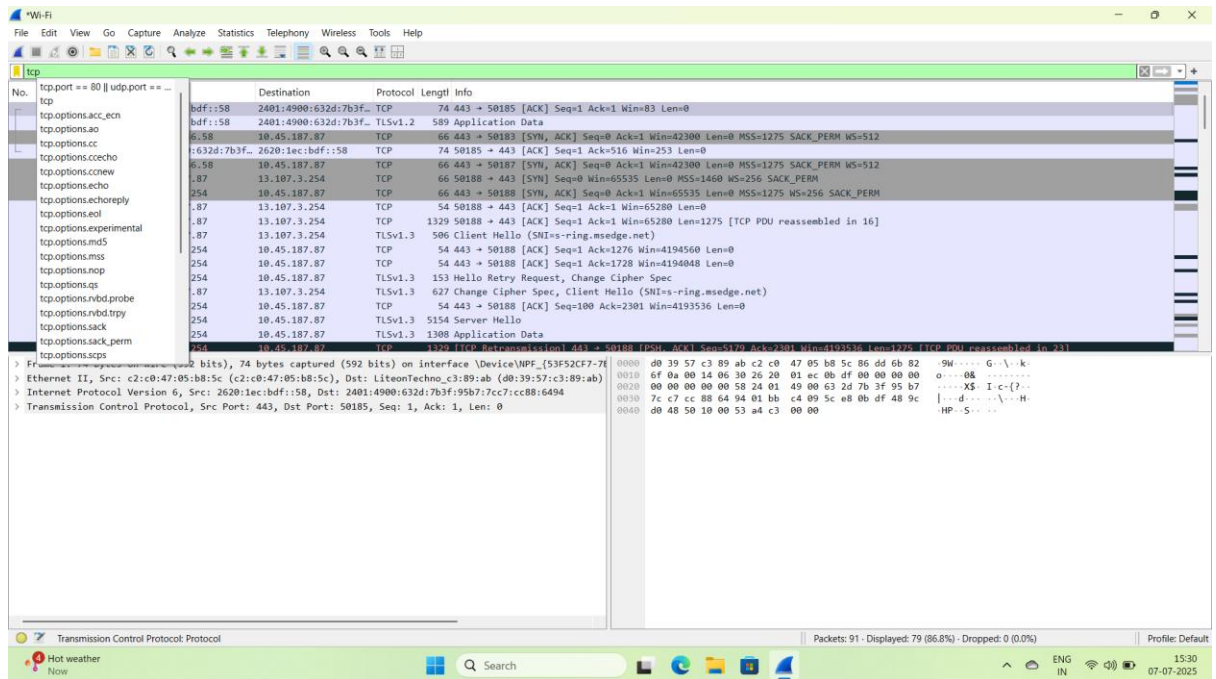 *Wi-Fi
File Edit View Go Capture Analyze Statistics Telephony Wireless Tools Help
tcp
No. Destination Protocol Lengtl Info
tcp.port == 80 || udp.port == ...
tcp
tcp.options.acc_ecn
tcp.options.ao
tcp.options.cc
tcp.options.ccecho
tcp.options.ccnew
tcp.options.echo
tcp.options.echoreply
tcp.options.eol
tcp.options.experimental
tcp.options.md5
tcp.options.mss
tcp.options.nop
tcp.options.qs
tcp.options.rvbd.probe
tcp.options.rvbd.trpy
tcp.options.sack
tcp.options.sack_perm
tcp.options.scps
bdf::58 2401:4900:632d:7b3f… TCP 74 443 → 50185 [ACK] Seq=1 Ack=1 Win=83 Len=0
bdf::58 2401:4900:632d:7b3f… TLSv1.2 589 Application Data
6.58 10.45.187.87 TCP 66 443 → 50183 [SYN, ACK] Seq=0 Ack=1 Win=42300 Len=0 MSS=1275 SACK_PERM WS=512
:632d:7b3f… 2620:1ec:bdf::58 TCP 74 50185 → 443 [ACK] Seq=1 Ack=516 Win=253 Len=0
6.58 10.45.187.87 TCP 66 443 → 50187 [SYN, ACK] Seq=0 Ack=1 Win=42300 Len=0 MSS=1275 SACK_PERM WS=512
.87 13.107.3.254 TCP 66 50188 → 443 [SYN] Seq=0 Win=65535 Len=0 MSS=1460 WS=256 SACK_PERM
254 10.45.187.87 TCP 66 443 → 50188 [SYN, ACK] Seq=0 Ack=1 Win=65535 Len=0 MSS=1275 WS=256 SACK_PERM
.87 13.107.3.254 TCP 54 50188 → 443 [ACK] Seq=1 Ack=1 Win=65280 Len=0
.87 13.107.3.254 TCP 1329 50188 → 443 [ACK] Seq=1 Ack=1 Win=65280 Len=1275 [TCP PDU reassembled in 16]
.87 13.107.3.254 TLSv1.3 506 Client Hello (SNI=s-ring.msedge.net)
254 10.45.187.87 TCP 54 443 → 50188 [ACK] Seq=1 Ack=1276 Win=4194560 Len=0
254 10.45.187.87 TCP 54 443 → 50188 [ACK] Seq=1 Ack=1728 Win=4194048 Len=0
254 10.45.187.87 TLSv1.3 153 Hello Retry Request, Change Cipher Spec
.87 13.107.3.254 TLSv1.3 627 Change Cipher Spec, Client Hello (SNI=s-ring.msedge.net)
254 10.45.187.87 TCP 54 443 → 50188 [ACK] Seq=100 Ack=2301 Win=4193536 Len=0
254 10.45.187.87 TLSv1.3 5154 Server Hello
254 10.45.187.87 TLSv1.3 1308 Application Data
254 10.45.187.87 TCP 1329 [TCP Retransmission] 443 → 50188 [PSH, ACK] Seq=5179 Ack=2301 Win=4193536 Len=1275 [TCP PDU reassembled in 23]
bits), 74 bytes captured (592 bits) on interface \Device\NPF_{53F52CF7-7E
Ethernet II, Src: c2:c0:47:05:b8:5c (c2:c0:47:05:b8:5c), Dst: LiteonTechno_c3:89:ab (d0:39:57:c3:89:ab)
Internet Protocol Version 6, Src: 2620:1ec:bdf::58, Dst: 2401:4900:632d:7b3f:95b7:7cc7:cc88:6494
Transmission Control Protocol, Src Port: 443, Dst Port: 50185, Seq: 1, Ack: 1, Len: 0
0000 d0 39 57 c3 89 ab c2 c0 47 05 b8 5c 86 dd 6b 82 ·9W····· G··\··k·
0010 6f 0a 00 14 06 30 26 20 01 ec 0b df 00 00 00 00 o····0& ········
0020 00 00 00 00 00 58 24 01 49 00 63 2d 7b 3f 95 b7 ·····X$· I·c-{?··
0030 7c c7 cc 88 64 94 01 bb c4 09 5c e8 0b df 48 9c |···d··· ··\···H·
0040 d0 48 50 10 00 53 a4 c3 00 00 ·HP··S·· ··
Transmission Control Protocol: Protocol Packets: 91 · Displayed: 79 (86.8%) · Dropped: 0 (0.0%) Profile: Default
4 Hot weather
Now
Search
ENG
IN
15:30
07-07-2025